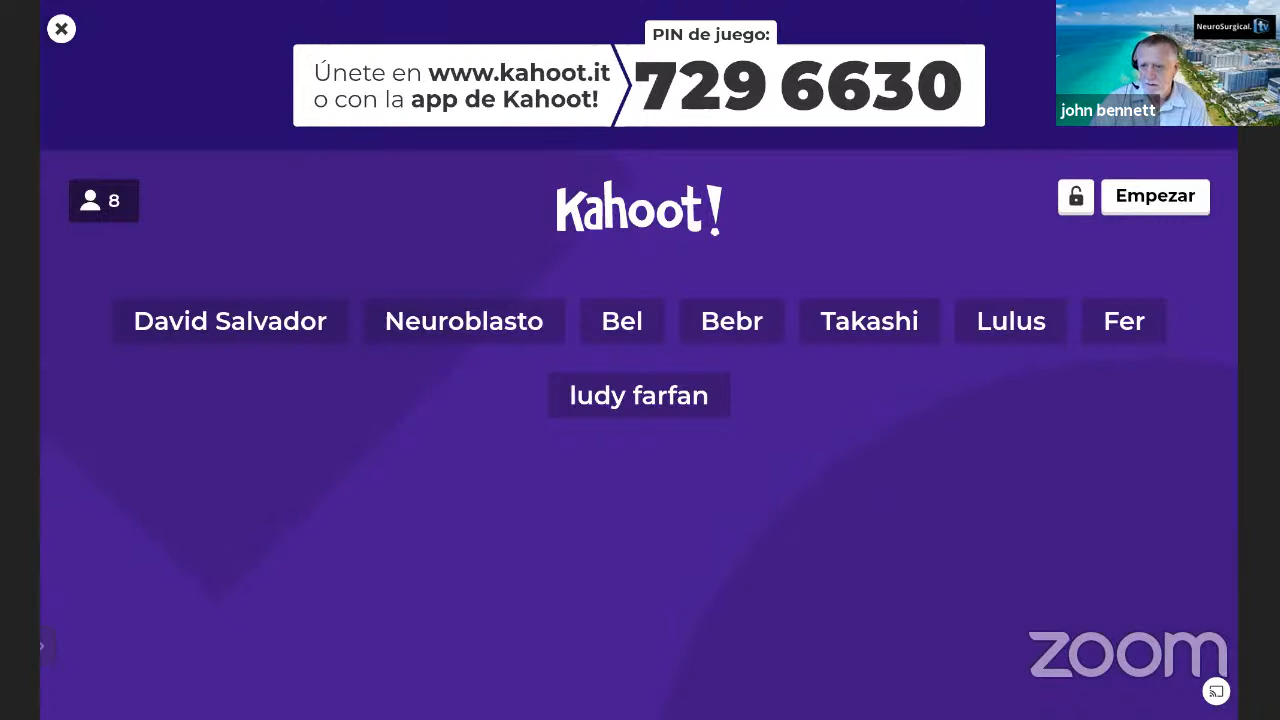 PIN de juego:
Únete en www.kahoot.it
o con la app de Kahoot!
729 6630
NeuroSurgical.tv
john bennett
8
Kahoot!
Empezar
David Salvador
Neuroblasto
Bel
Bebr
Takashi
Lulus
Fer
ludy farfan
zoom